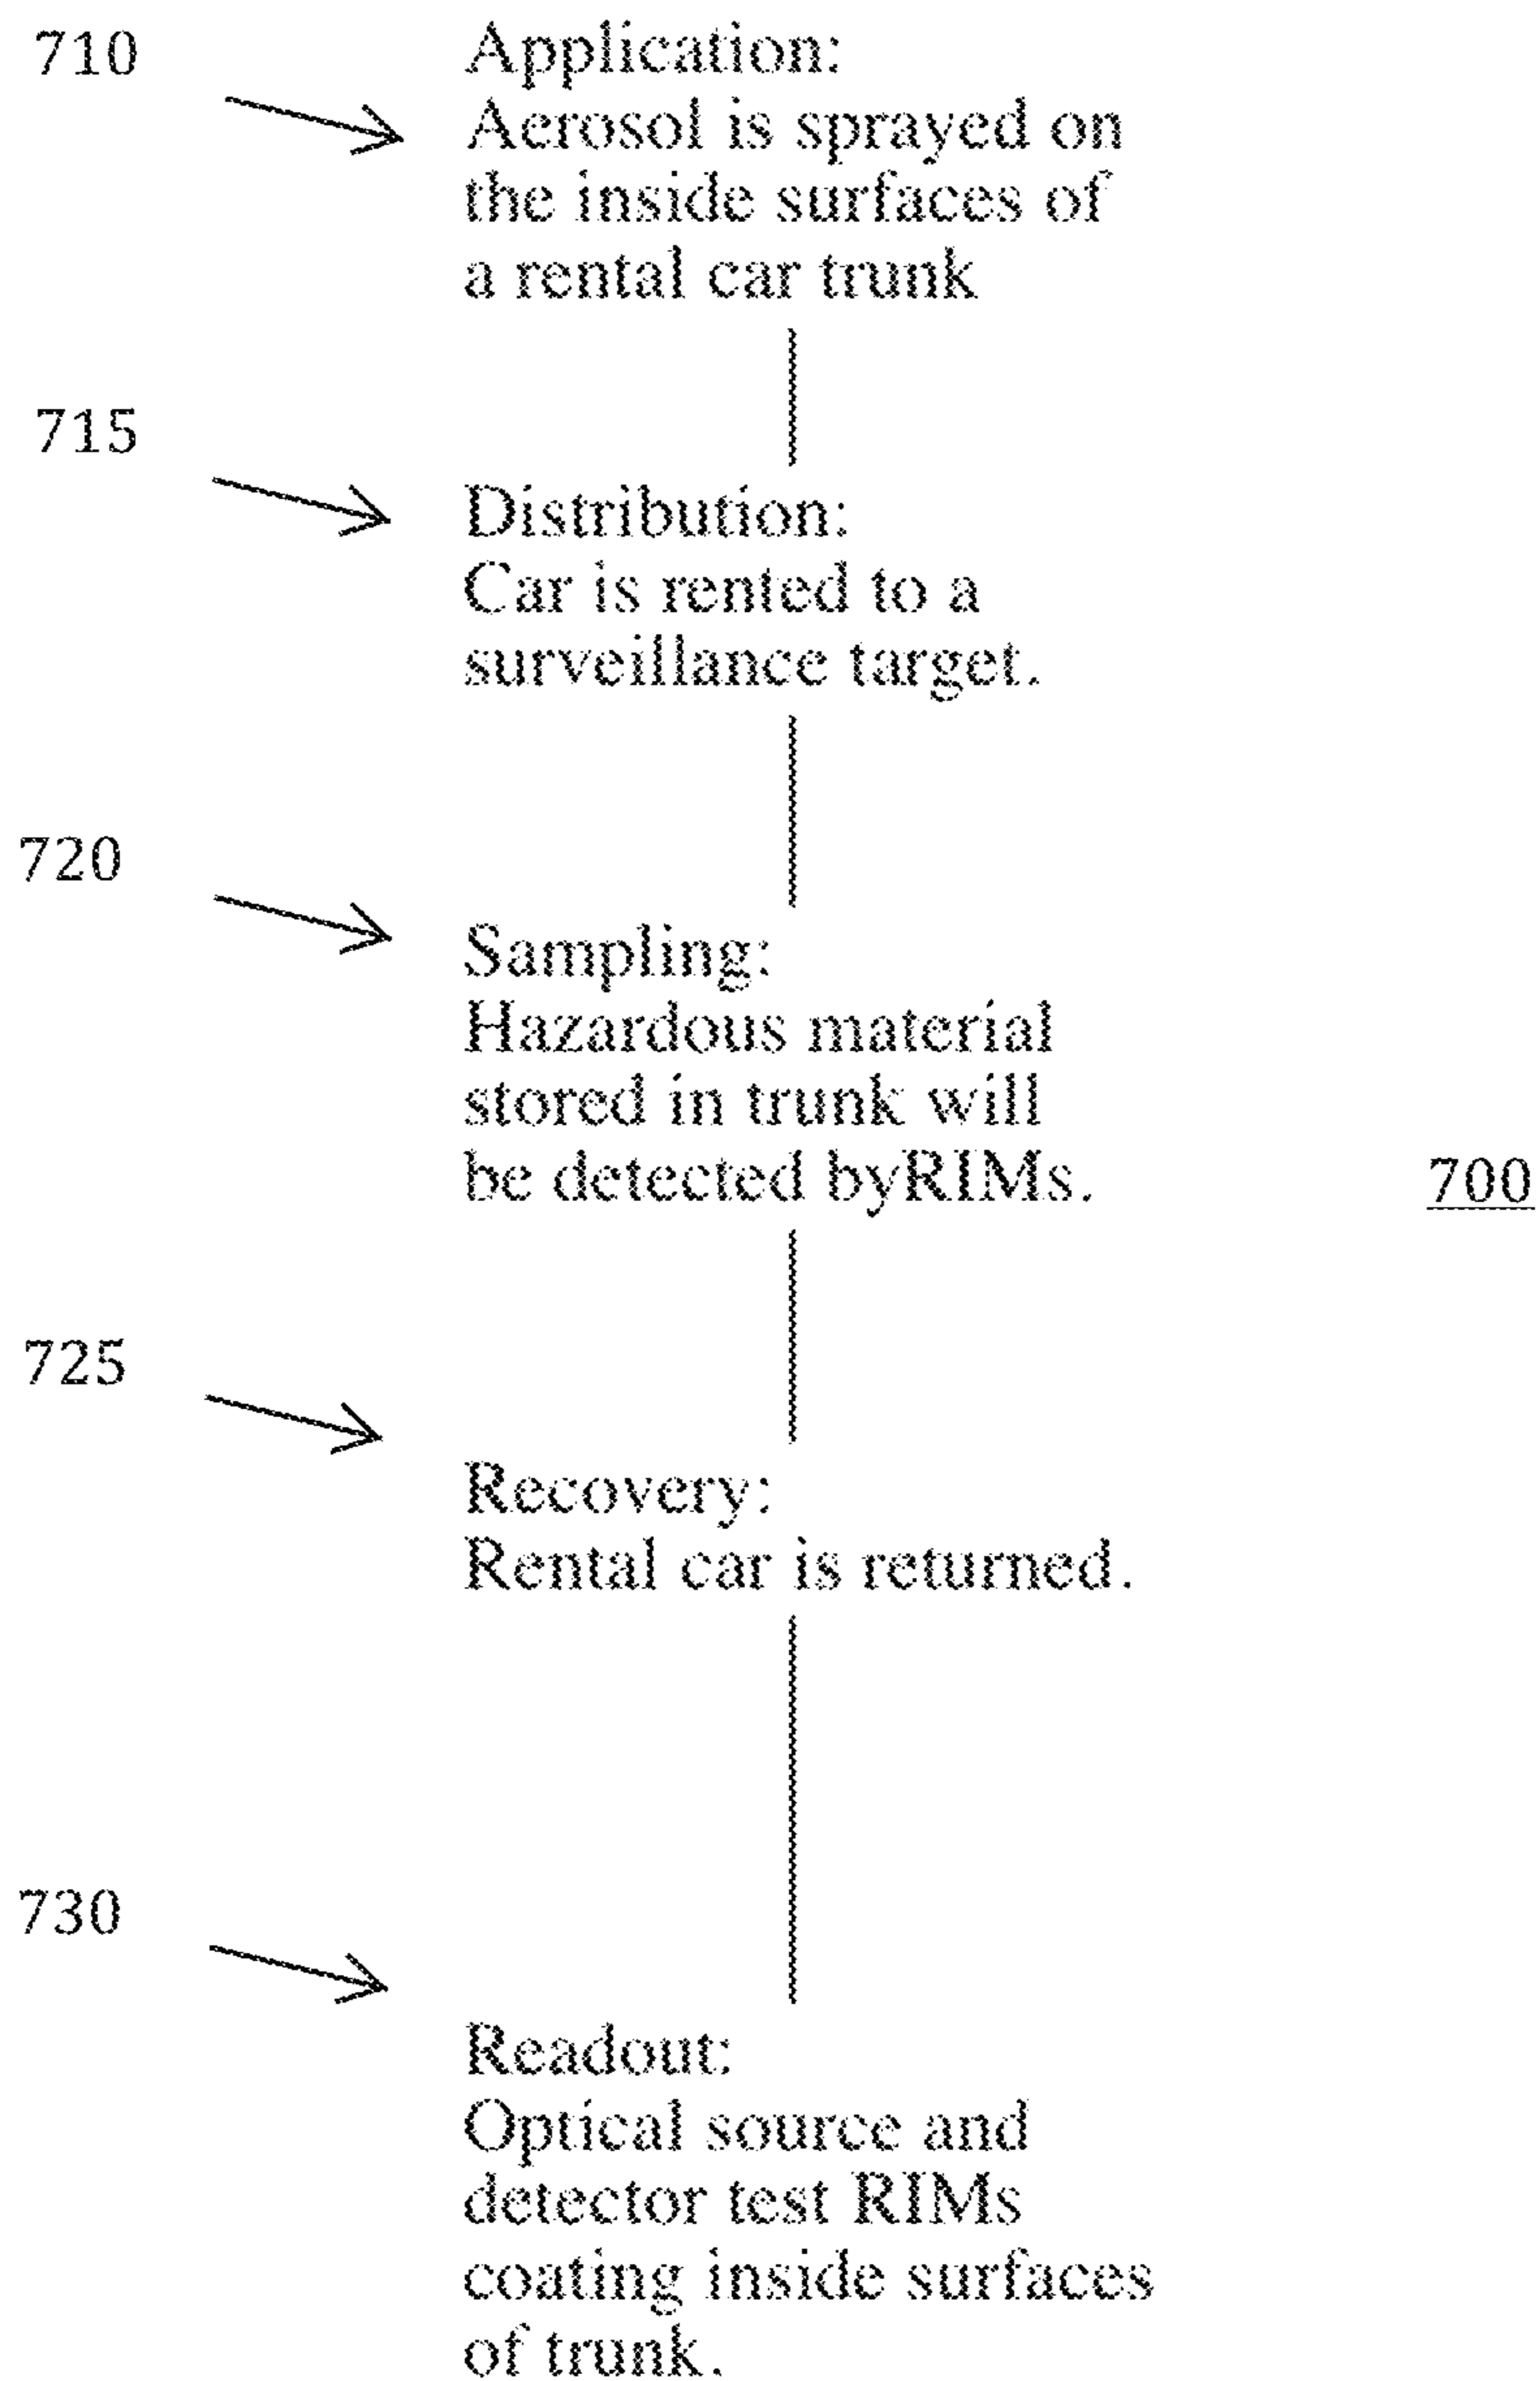 710
Application:
Aerosol is sprayed on
the inside surfaces of
a rental car trunk
715
Distribution:
Car is rented to a
surveillance target.
720
Sampling:
Hazardous material
stored in trunk will
be detected byRIMs.
700
725
Recovery:
Rental car is returned.
730
Readout:
Optical source and
detector test RIMs
coating inside surfaces
of trunk.